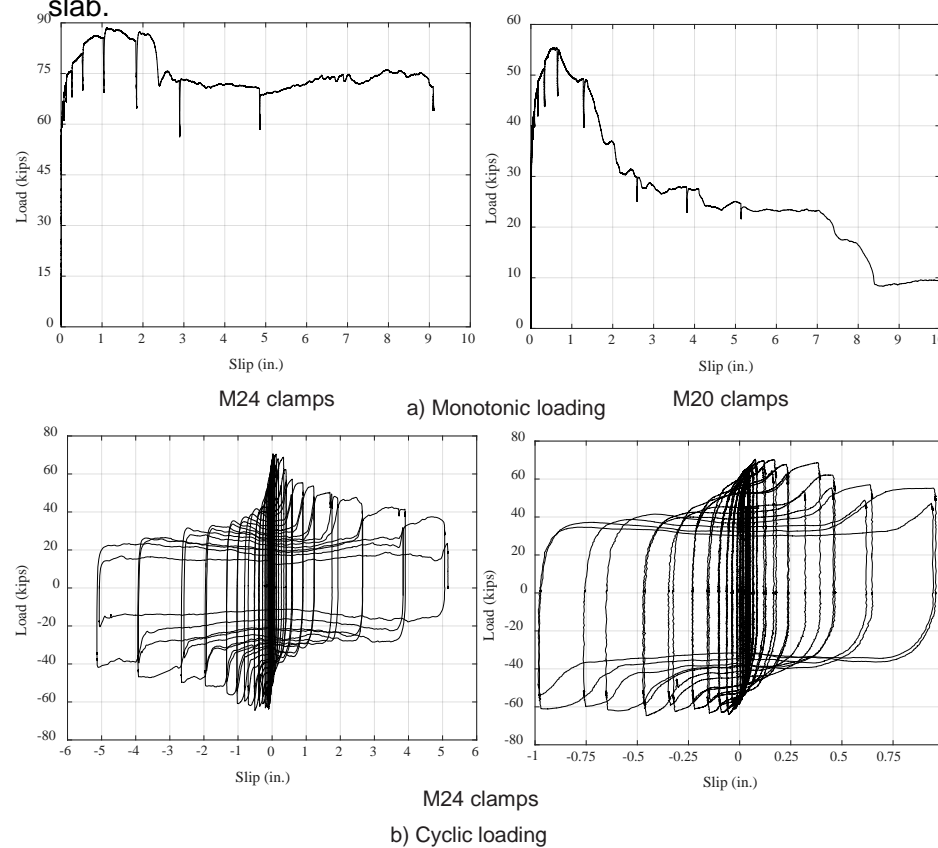 slab.
90
75
60
45
30
15
0
Load (kips)
0 1 2 3 4 5 6 7 8 9 10
Slip (in.)
M24 clamps
60
50
40
30
20
10
0
Load (kips)
0 1 2 3 4 5 6 7 8 9
Slip (in.)
M20 clamps
a) Monotonic loading
80
60
40
20
0
-20
-40
-60
-80
Load (kips)
-6 -5 -4 -3 -2 -1 0 1 2 3 4 5 6
Slip (in.)
80
60
40
20
0
-20
-40
-60
-80
Load (kips)
-1 -0.75 -0.5 -0.25 0 0.25 0.5 0.75
Slip (in.)
M24 clamps
b) Cyclic loading